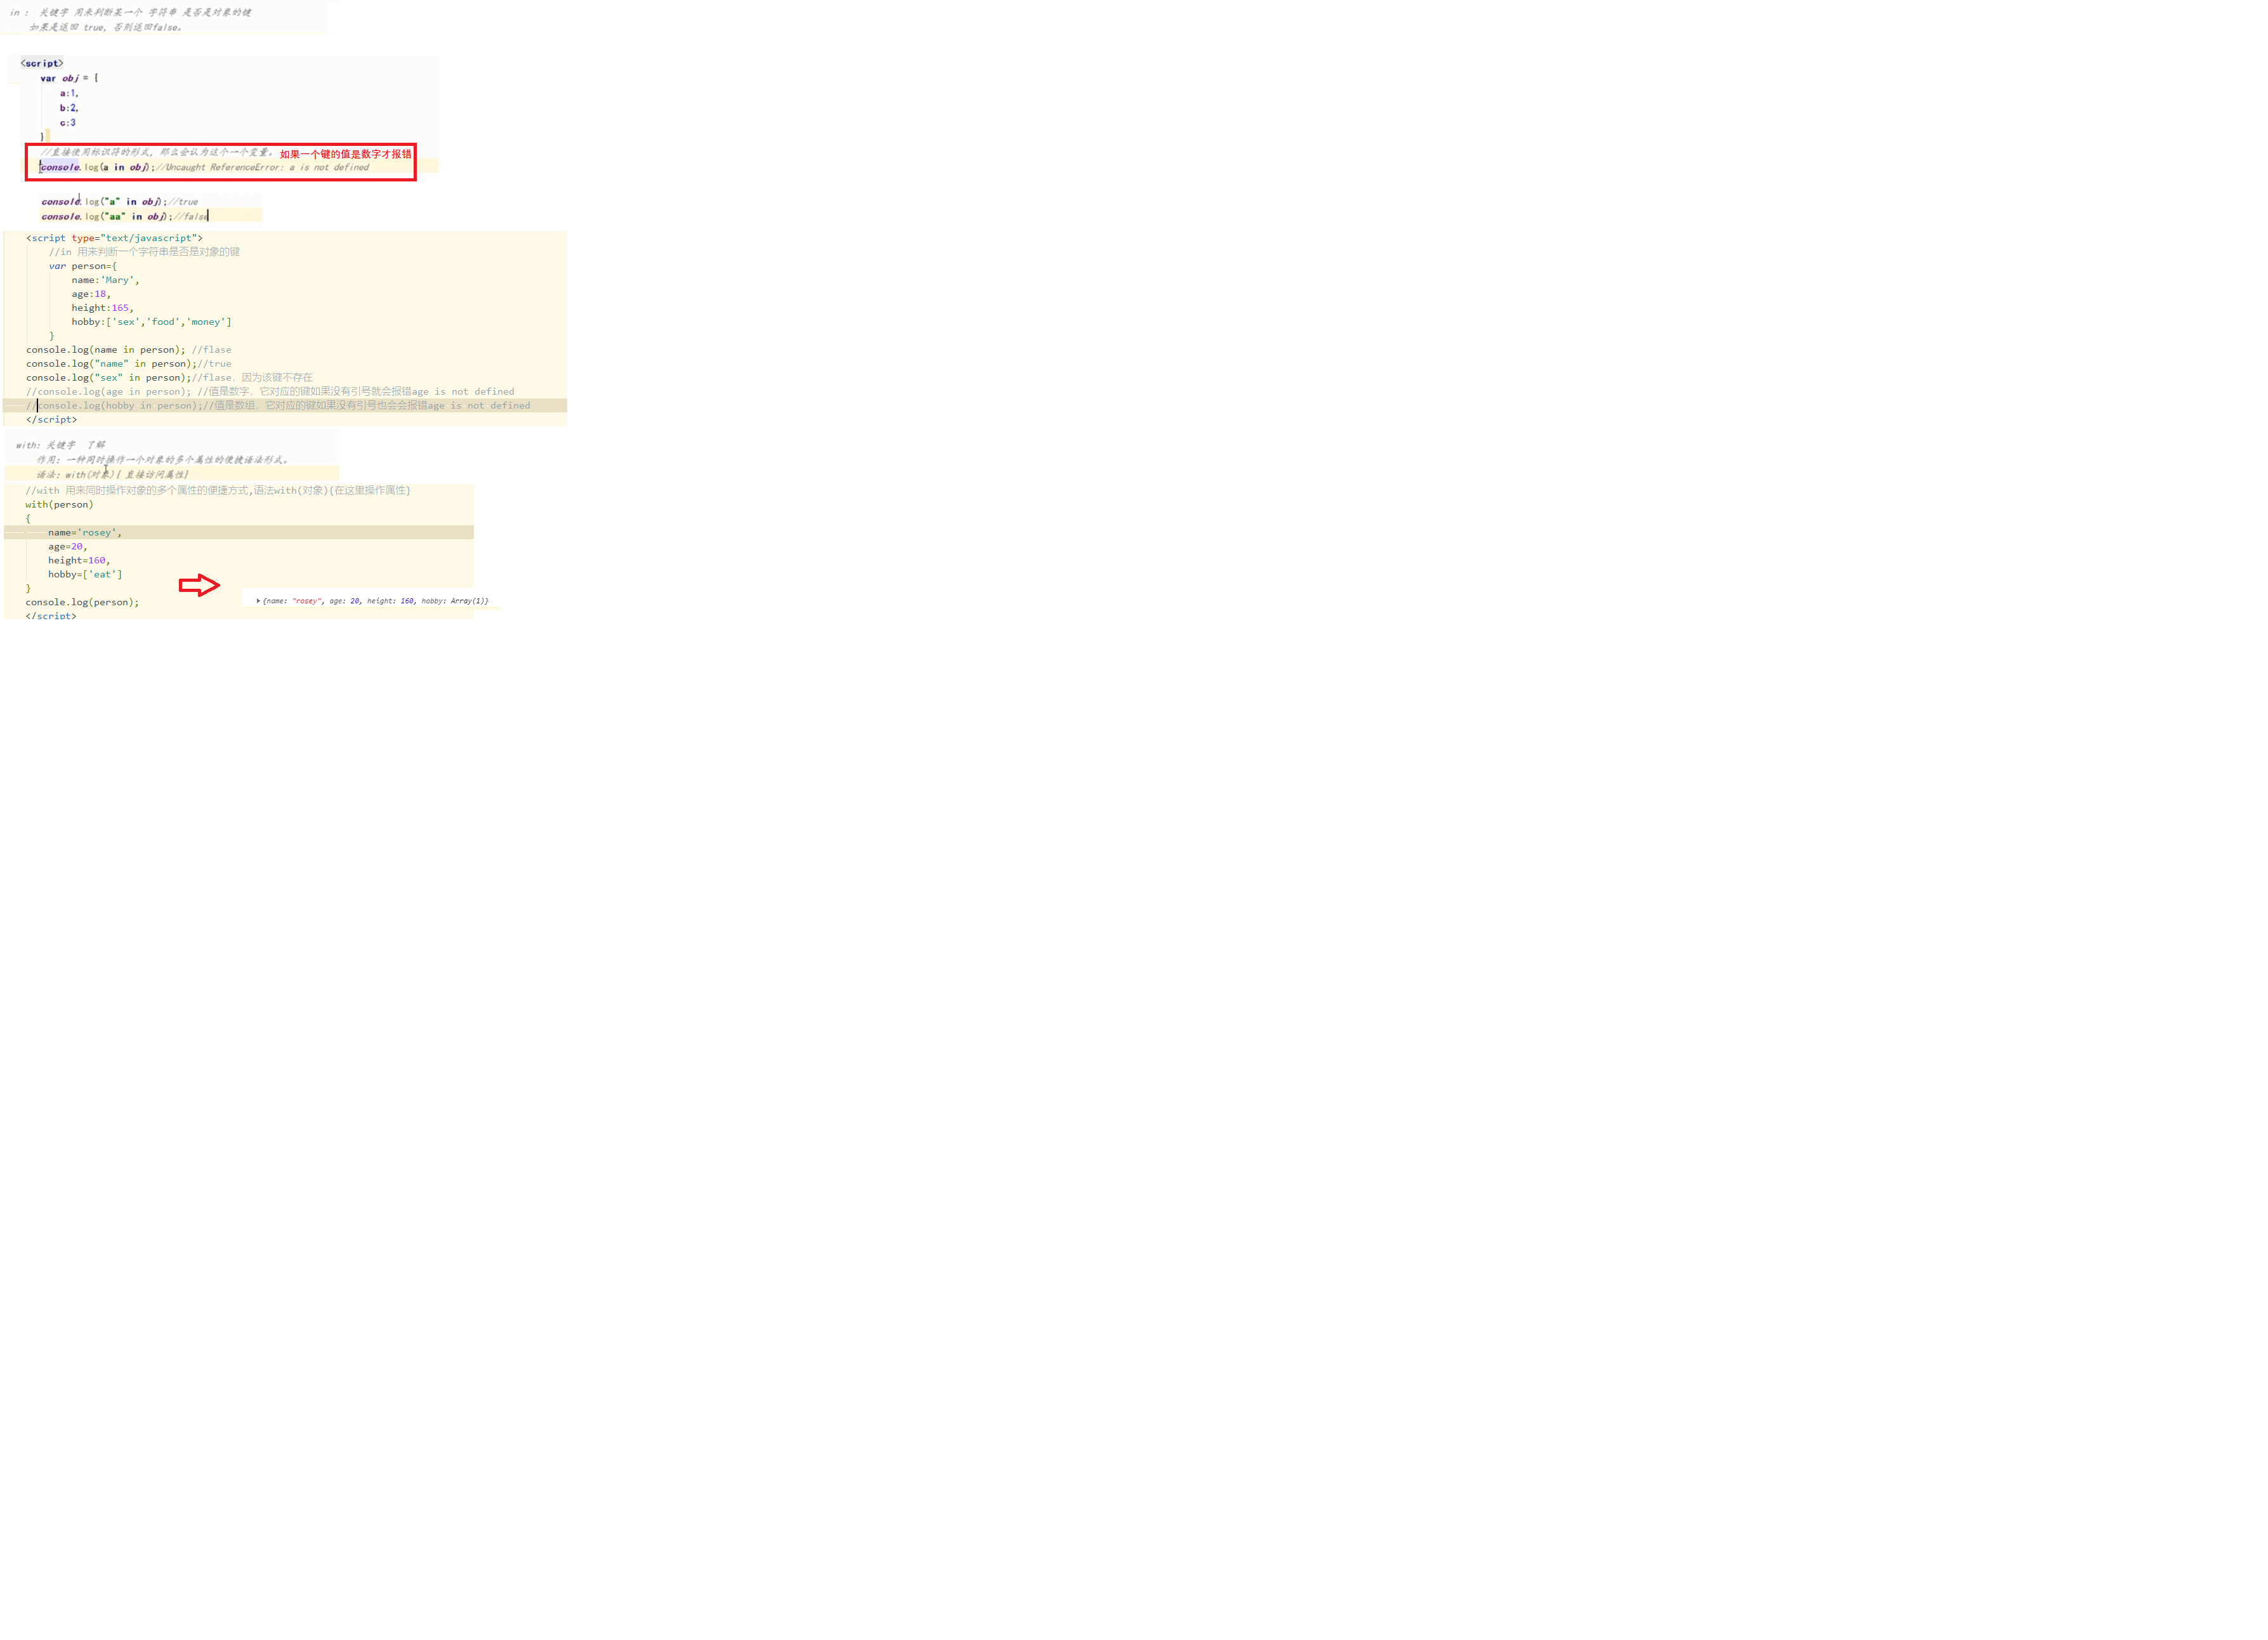 in : 关键字 用来判断某一个 字符串 是否是对象的键
如果是返回 true, 否则返回false。
<script>
var obj = {
a:1,
b:2,
c:3
}
//直接使用标识符的形式, 那么会认为这个一个变量。 如果一个键的值是数字才报错
console.log(a in obj);//Uncaught ReferenceError: a is not defined
console.log("a" in obj);//true
console.log("aa" in obj);//false
<script type="text/javascript">
//in 用来判断一个字符串是否是对象的键
var person={
name:'Mary',
age:18,
height:165,
hobby:['sex','food','money']
}
console.log(name in person); //flase
console.log("name" in person);//true
console.log("sex" in person);//flase，因为该键不存在
//console.log(age in person); //值是数字，它对应的键如果没有引号就会报错age is not defined
//console.log(hobby in person);//值是数组，它对应的键如果没有引号也会会报错age is not defined
</script>
with: 关键字 了解
作用: 一种同时操作一个对象的多个属性的便捷语法形式。
语法: with(对象){ 直接访问属性}
//with 用来同时操作对象的多个属性的便捷方式,语法with(对象){在这里操作属性}
with(person)
{
name='rosey',
age=20,
height=160,
hobby=['eat']
}
console.log(person);
{name: "rosey", age: 20, height: 160, hobby: Array(1)}
</script>